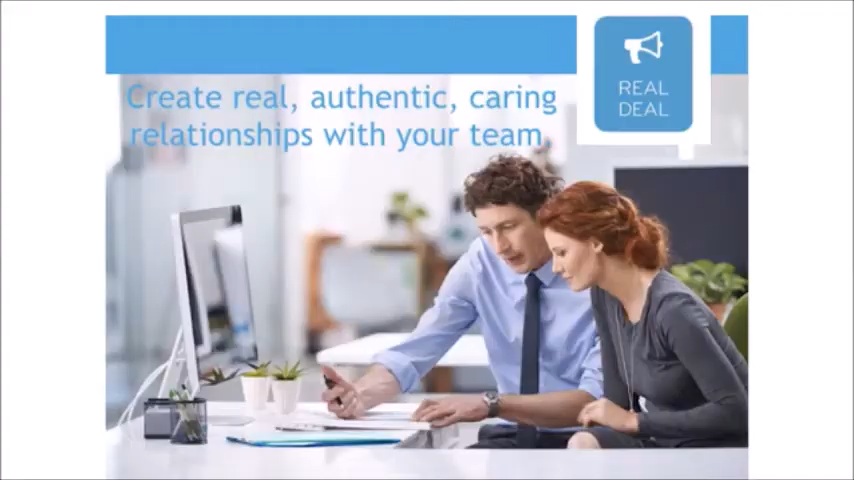 Create real, authentic, caring
relationships with your team.
REAL
DEAL